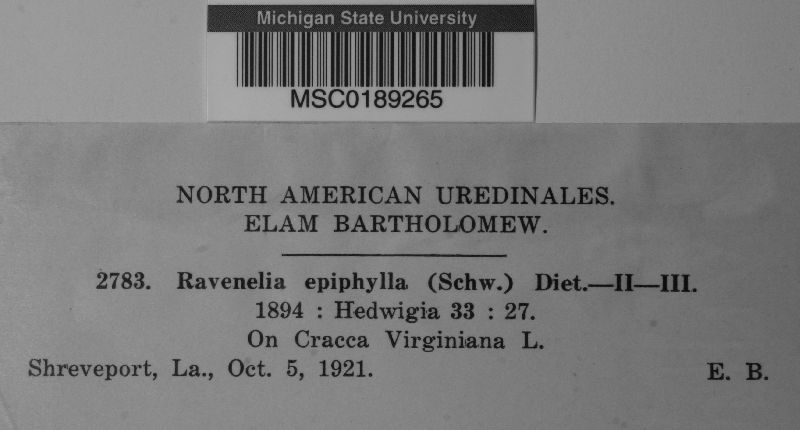 Michigan State University
MSC0189265
NORTH AMERICAN UREDINALES.
ELAM BARTHOLOMEW.
2783. Ravenelia epiphylla (Schw.) Diet.—II—III.
1894 : Hedwigia 33 : 27.
On Cracca Virginiana L.
Shreveport, La., Oct. 5, 1921. E. B.